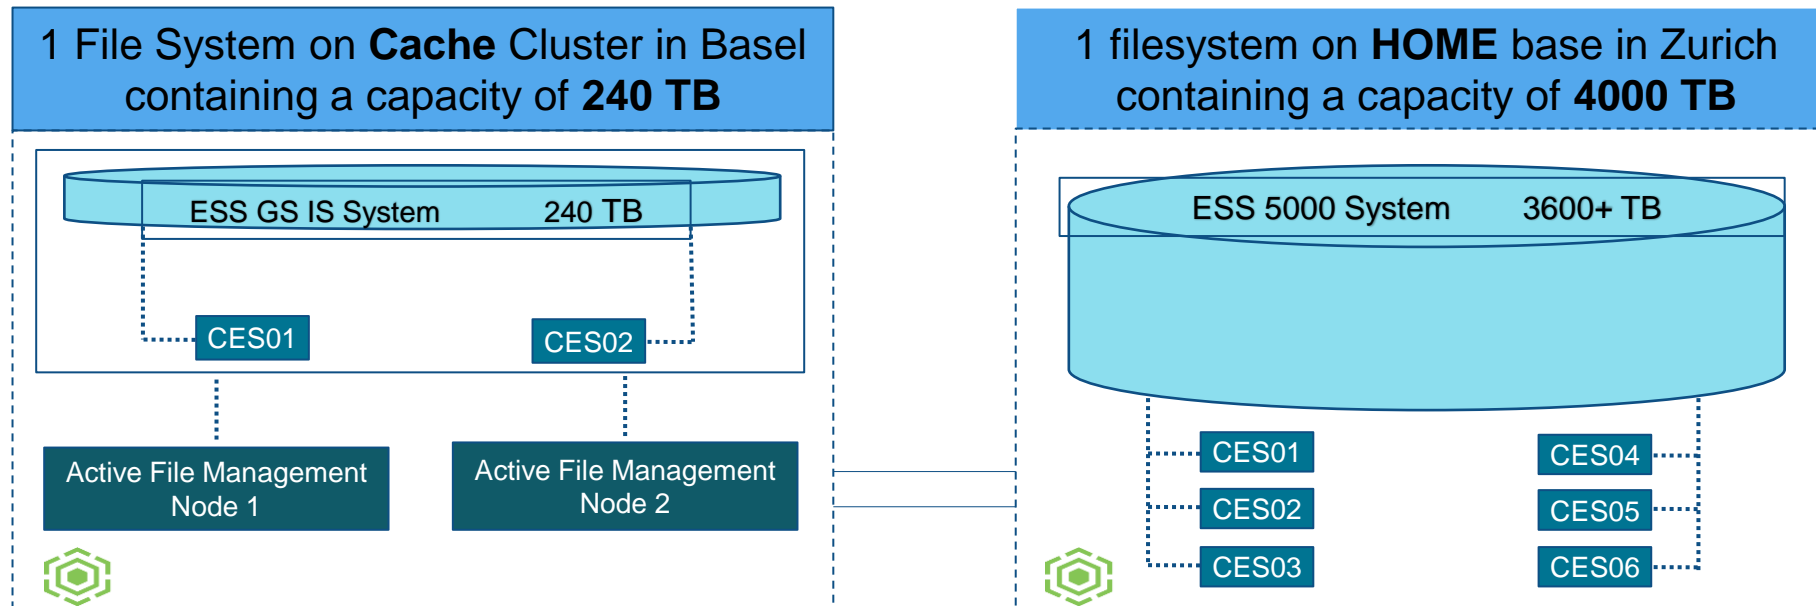 1 File System on Cache Cluster in Basel
containing a capacity of 240 TB
ESS GS IS System 240 TB
CES01
CES02
Active File Management
Node 1
Active File Management
Node 2
1 filesystem on HOME base in Zurich
containing a capacity of 4000 TB
ESS 5000 System 3600+ TB
CES01
CES02
CES03
CES04
CES05
CES06